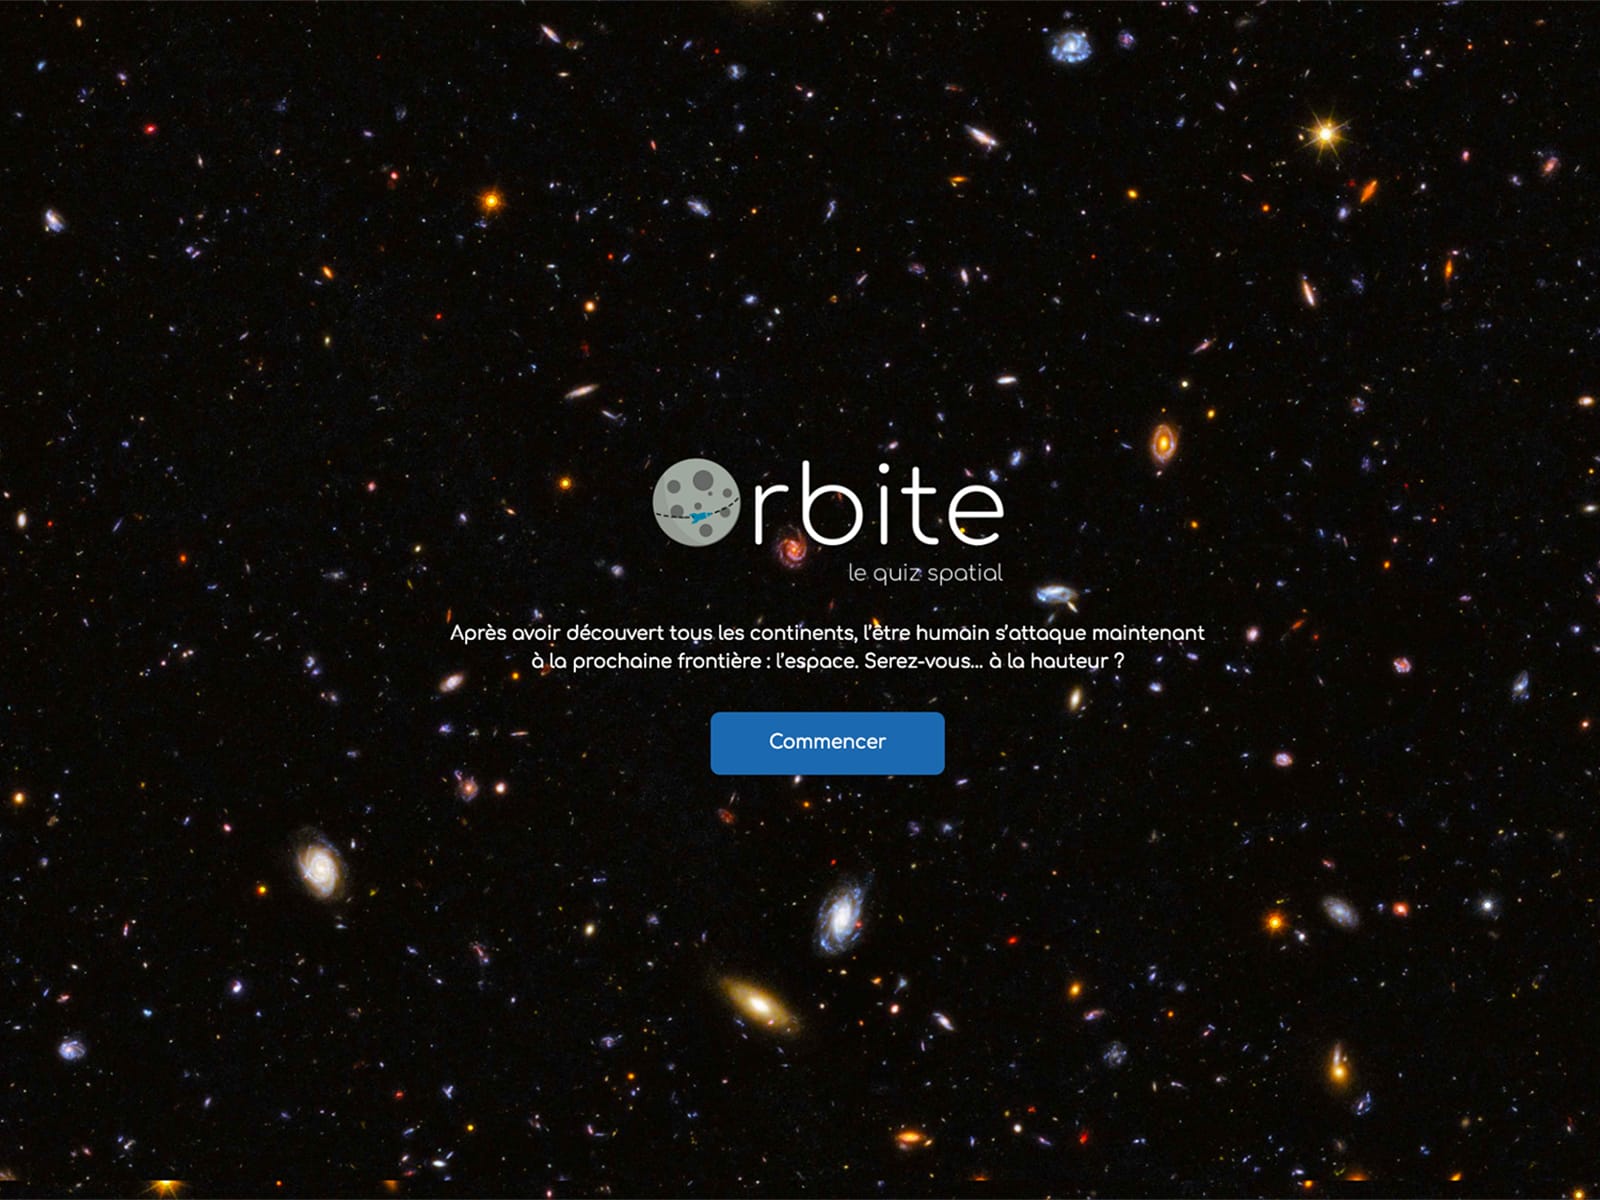 Orbite
le quiz spatial
Après avoir découvert tous les continents, l’être humain s’attaque maintenant
à la prochaine frontière : l’espace. Serez-vous... à la hauteur ?
Commencer